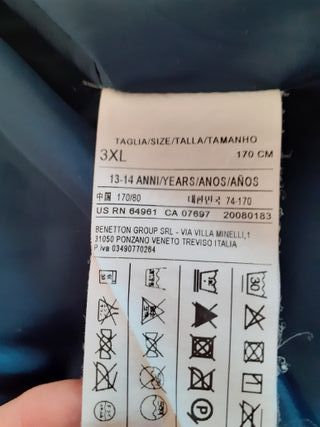 TAGLIA/SIZE/TALLA/TAMANHO
3XL 170 CM
13-14 ANNI/YEARS/ANOS/AÑOS
中国 170/80 대한민국 74-170
US RN 64961 CA 07697 20080183
BENETTON GROUP SRL - VIA VILLA MINELLI,1
31050 PONZANO VENETO TREVISO ITALIA
P.iva 03490770264
30
P